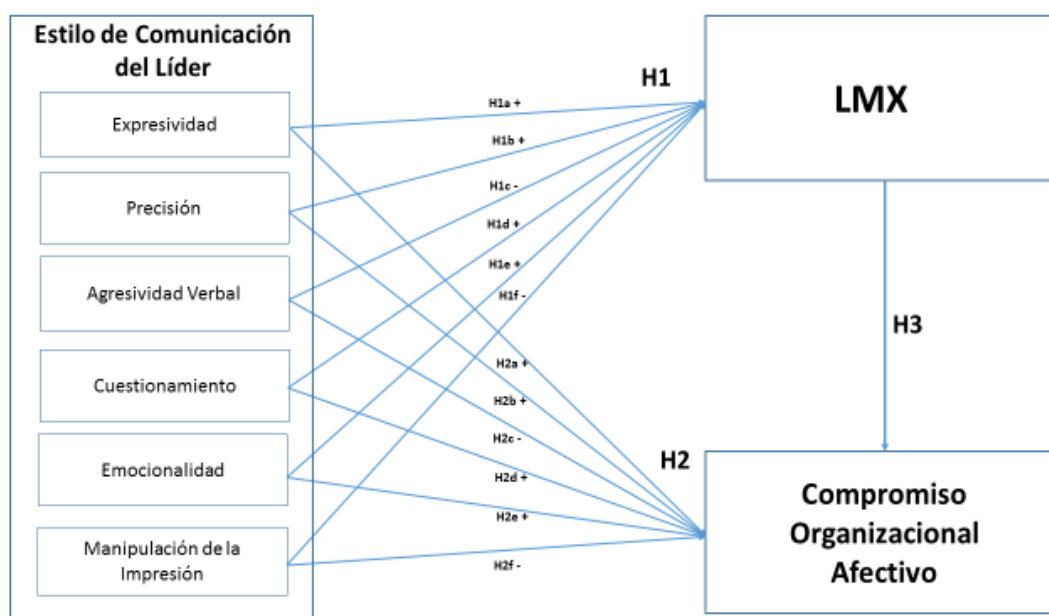 Estilo de Comunicación
del Líder
Expresividad
Precisión
Agresividad Verbal
Cuestionamiento
Emocionalidad
Manipulación de la
Impresión
H1
H1a +
H1b +
H1c -
H1d +
H1e +
H1f -
H2a +
H2b +
H2c -
H2d +
H2e +
H2f -
H2
LMX
H3
Compromiso
Organizacional
Afectivo